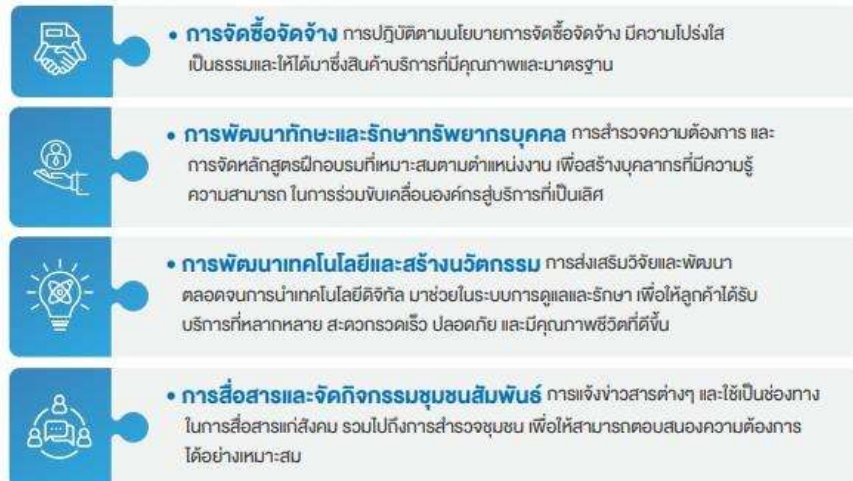 • การจัดซื้อจัดจ้าง การปฏิบัติตามนโยบายการจัดซื้อจัดจ้าง มีความโปร่งใส
เป็นธรรมและให้ได้มาซึ่งสินค้าบริการที่มีคุณภาพและมาตรฐาน
• การพัฒนาทักษะและรักษาทรัพยากรบุคคล การสำรวจความต้องการ และ
การจัดหลักสูตรฝึกอบรมที่เหมาะสมตามตำแหน่งงาน เพื่อสร้างบุคลากรที่มีความรู้
ความสามารถ ในการร่วมขับเคลื่อนองค์กรสู่บริการที่เป็นเลิศ
• การพัฒนาเทคโนโลยีและสร้างนวัตกรรม การส่งเสริมวิจัยและพัฒนา
ตลอดจนการนำเทคโนโลยีดิจิทัล มาช่วยในระบบการดูแลและรักษา เพื่อให้ลูกค้าได้รับ
บริการที่หลากหลาย สะดวกรวดเร็ว ปลอดภัย และมีคุณภาพชีวิตที่ดีขึ้น
• การสื่อสารและจัดกิจกรรมชุมชนสัมพันธ์ การแจ้งข่าวสารต่างๆ และใช้เป็นช่องทาง
ในการสื่อสารแก่สังคม รวมไปถึงการสำรวจชุมชน เพื่อให้สามารถตอบสนองความต้องการ
ได้อย่างเหมาะสม